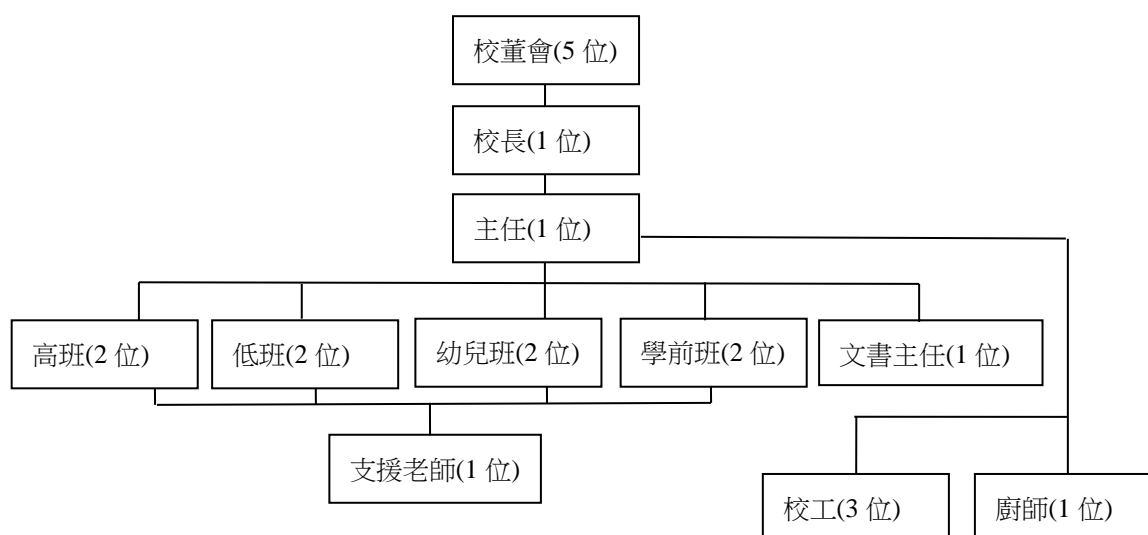 校董會(5 位)
校長(1 位)
主任(1 位)
高班(2 位)
低班(2 位)
幼兒班(2 位)
學前班(2 位)
文書主任(1 位)
支援老師(1 位)
校工(3 位)
廚師(1 位)